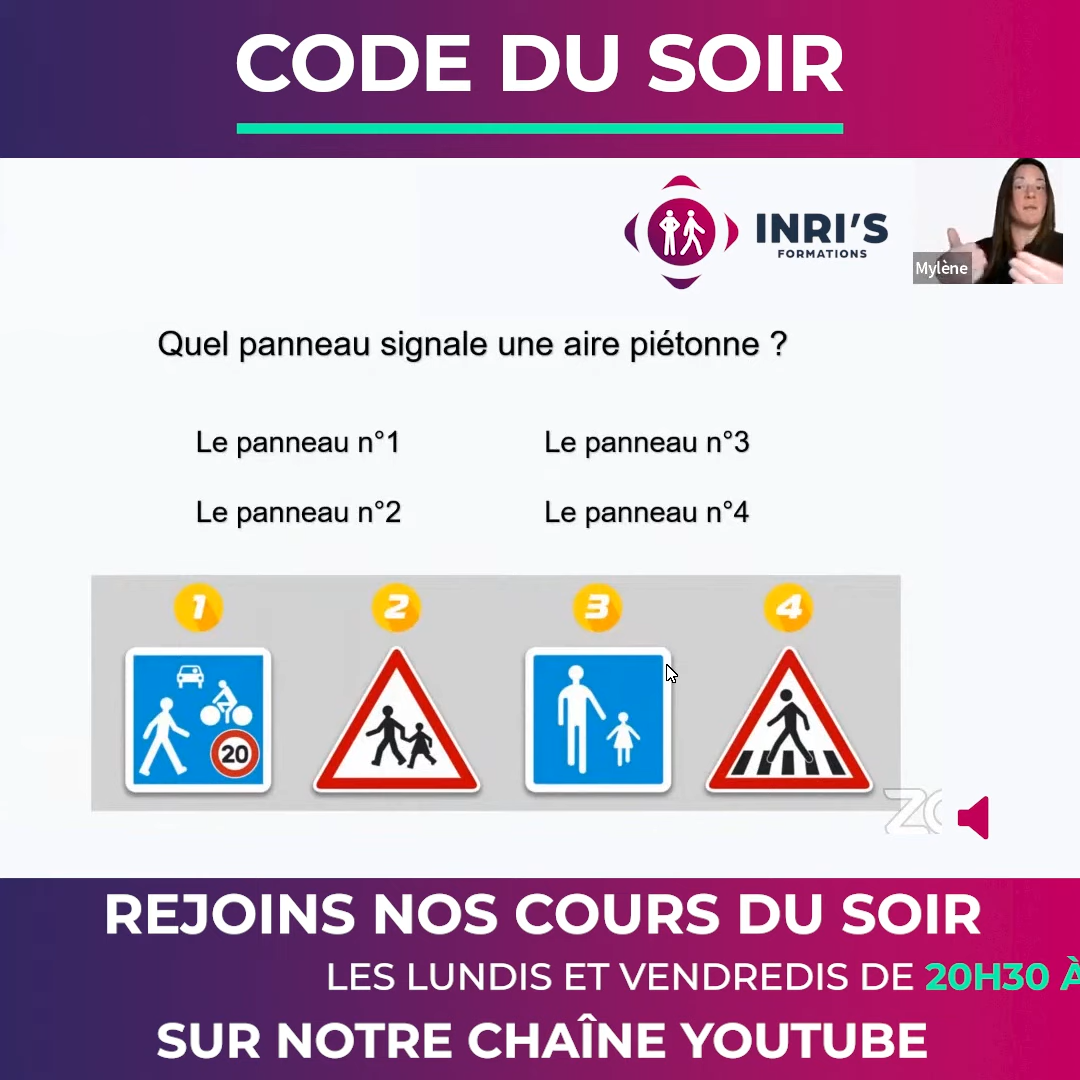 CODE DU SOIR
INRI'S
FORMATIONS
Mylène
Quel panneau signale une aire piétonne ?
Le panneau n°1
Le panneau n°3
Le panneau n°2
Le panneau n°4
1
2
3
4
20
REJOINS NOS COURS DU SOIR
LES LUNDIS ET VENDREDIS DE 20H30 À
SUR NOTRE CHAÎNE YOUTUBE